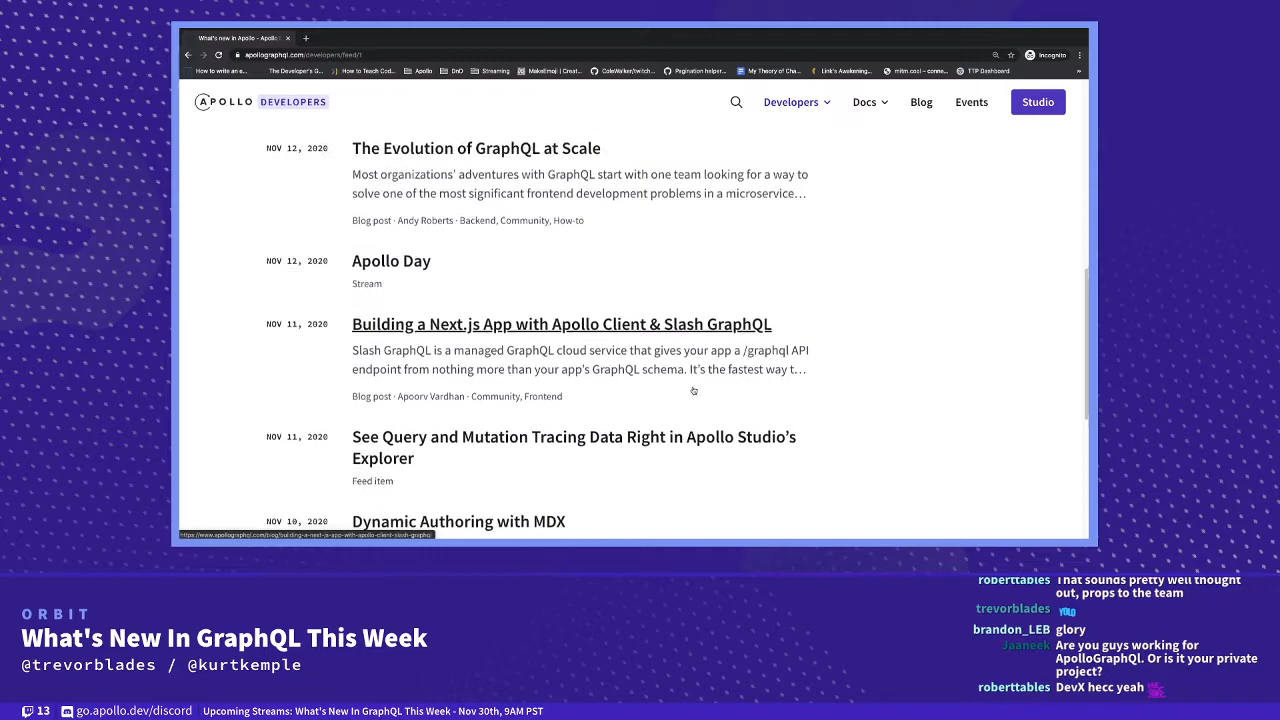 What's new in Apollo - Apollo
apollographql.com/developers/feed/1
Incognito
How to write an e...
The Developer's G...
How to Teach Cod...
Apollo
DnD
Streaming
MakeEmoji | Creat...
ColeWalker/twitch...
Pagination helper...
My Theory of Cha...
Link's Awakening...
mitm.cool – conne...
TTP Dashboard
»
APOLLO DEVELOPERS
Developers
Docs
Blog
Events
Studio
NOV 12, 2020
The Evolution of GraphQL at Scale
Most organizations' adventures with GraphQL start with one team looking for a way to
solve one of the most significant frontend development problems in a microservice…
Blog post · Andy Roberts · Backend, Community, How-to
NOV 12, 2020
Apollo Day
Stream
NOV 11, 2020
Building a Next.js App with Apollo Client & Slash GraphQL
Slash GraphQL is a managed GraphQL cloud service that gives your app a /graphql API
endpoint from nothing more than your app's GraphQL schema. It's the fastest way t…
Blog post · Apoorv Vardhan · Community, Frontend
NOV 11, 2020
See Query and Mutation Tracing Data Right in Apollo Studio's
Explorer
Feed item
NOV 10, 2020
Dynamic Authoring with MDX
https://www.apollographql.com/blog/building-a-next-js-app-with-apollo-client-slash-graphql
ORBIT
What's New In GraphQL This Week
@trevorblades / @kurtkemple
roberttables That sounds pretty well thought
out, props to the team
trevorblades YOLO
brandon_LEB glory
Jaaneek Are you guys working for
ApolloGraphQl. Or is it your private
project?
roberttables DevX hecc yeah
13
go.apollo.dev/discord
Upcoming Streams: What's New In GraphQL This Week - Nov 30th, 9AM PST